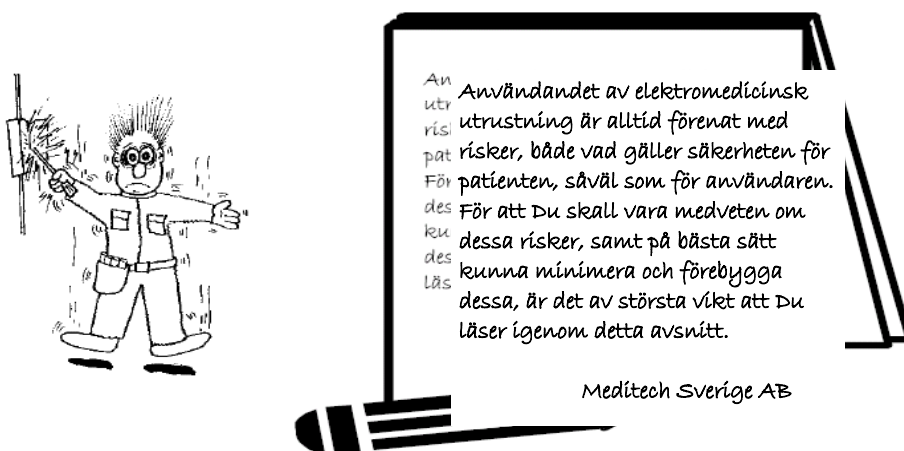 Användandet av elektromedicinsk
utrustning är alltid förenat med
risker, både vad gäller säkerheten för
patienten, såväl som för användaren.
För att Du skall vara medveten om
dessa risker, samt på bästa sätt
kunna minimera och förebygga
dessa, är det av största vikt att Du
läser igenom detta avsnitt.
Meditech Sverige AB